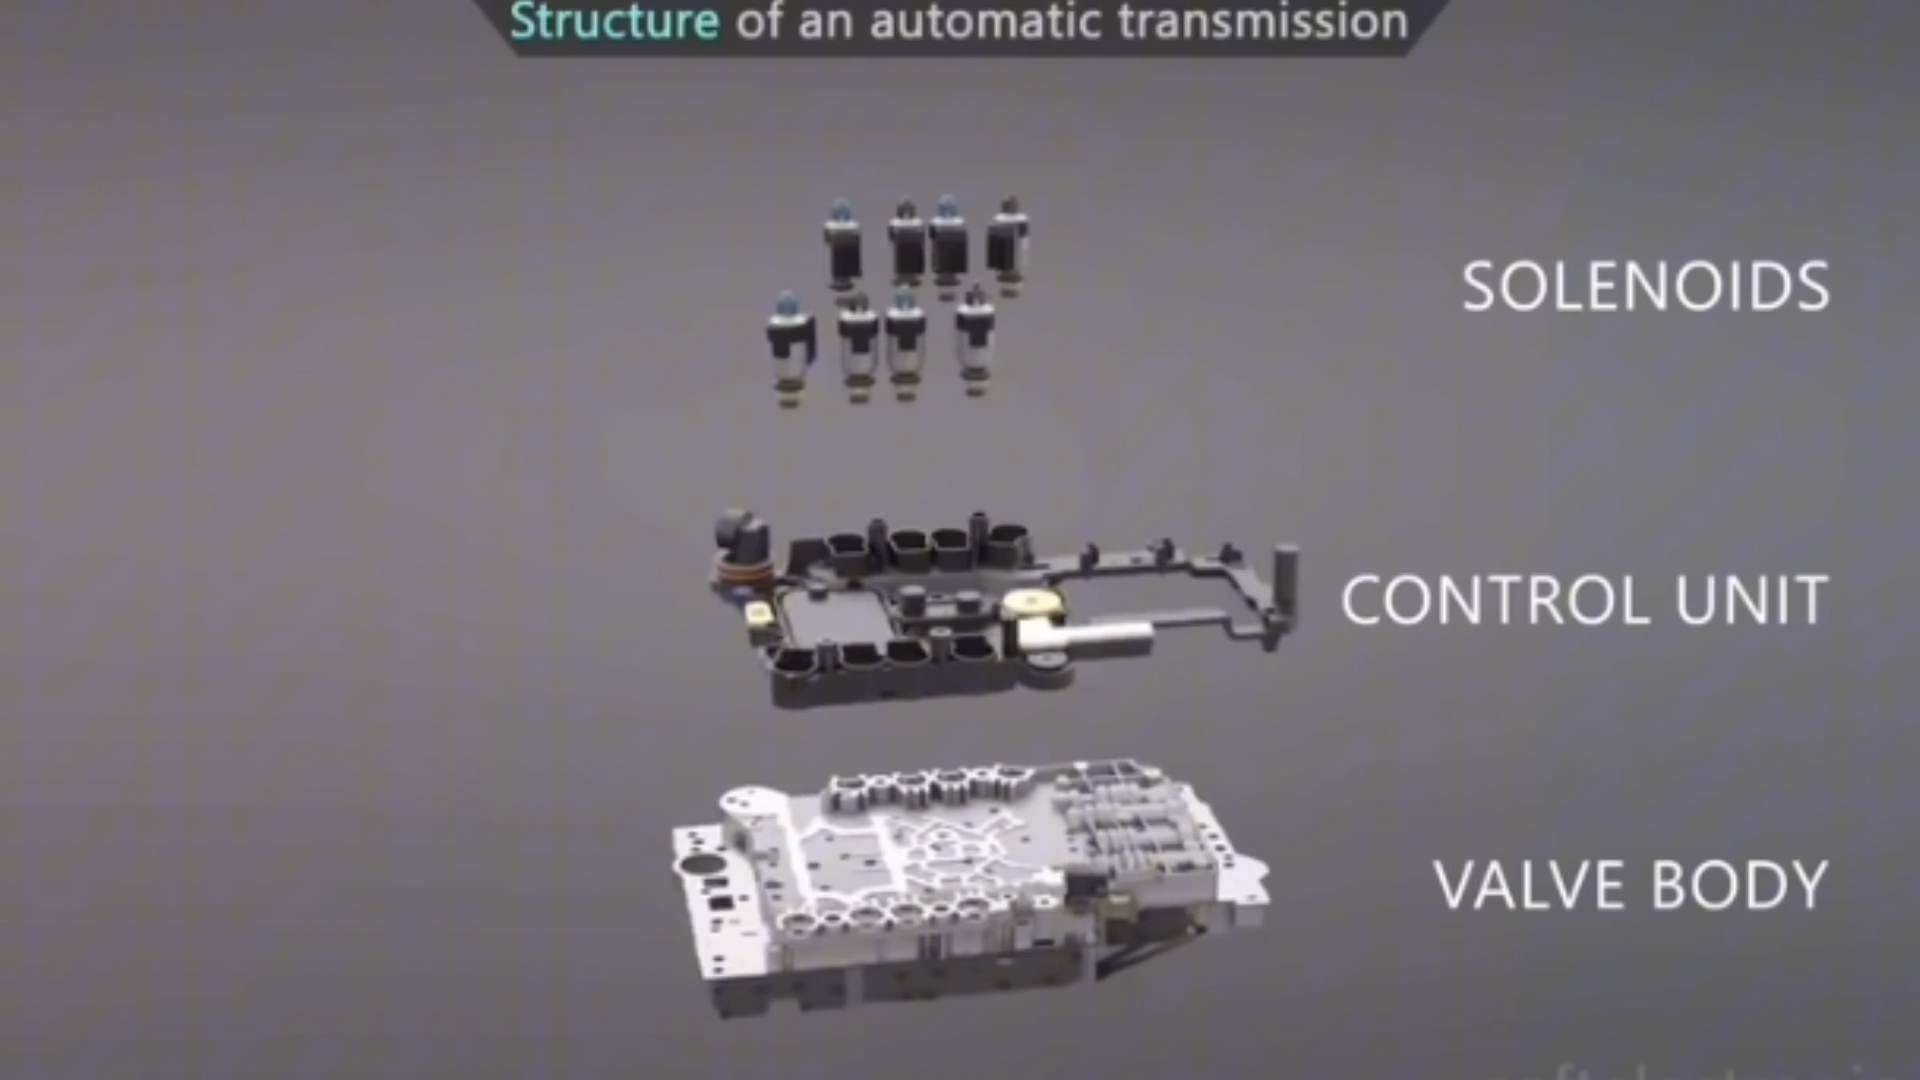 Structure of an automatic transmission
SOLENOIDS
CONTROL UNIT
VALVE BODY